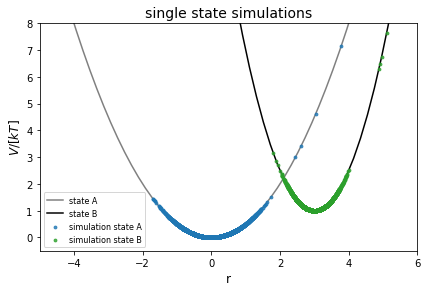 single state simulations
V/[kT]
8
7
6
5
4
3
2
1
0
state A
state B
simulation state A
simulation state B
−4
−2
0
2
4
6
r